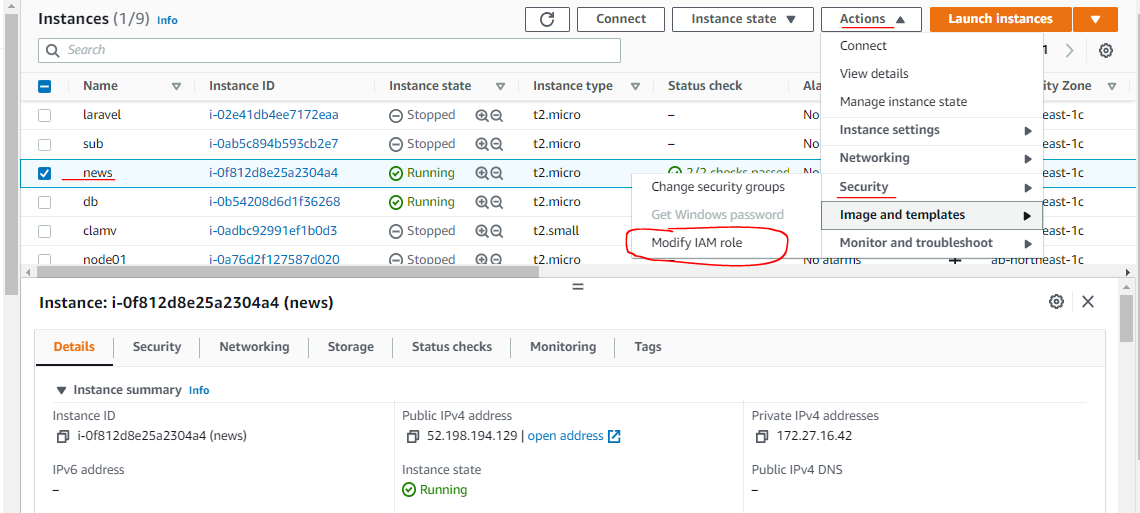 Instances (1/9) Info
Connect
Instance state
Actions
Launch instances
Search
1
Name
Instance ID
Instance state
Instance type
Status check
Ala
ity Zone
laravel i-02e41db4ee7172eaa Stopped t2.micro – No east-1c
sub i-0ab5c894b593cb2e7 Stopped t2.micro – No east-1c
news i-0f812d8e25a2304a4 Running t2.micro 2/2 checks passed No east-1c
db i-0b54208d6d1f36268 Running t2.micro east-1c
clamv i-0adbc92991ef1b0d3 Stopped t2.small east-1c
node01 i-0a76d2f127587d020 Stopped t2.micro No alarms + ap-northeast-1c
Connect
View details
Manage instance state
Instance settings
Networking
Security
Image and templates
Monitor and troubleshoot
Change security groups
Get Windows password
Modify IAM role
Instance: i-0f812d8e25a2304a4 (news)
Details
Security
Networking
Storage
Status checks
Monitoring
Tags
Instance summary Info
Instance ID
i-0f812d8e25a2304a4 (news)
Public IPv4 address
52.198.194.129 | open address
Private IPv4 addresses
172.27.16.42
IPv6 address
–
Instance state
Running
Public IPv4 DNS
–